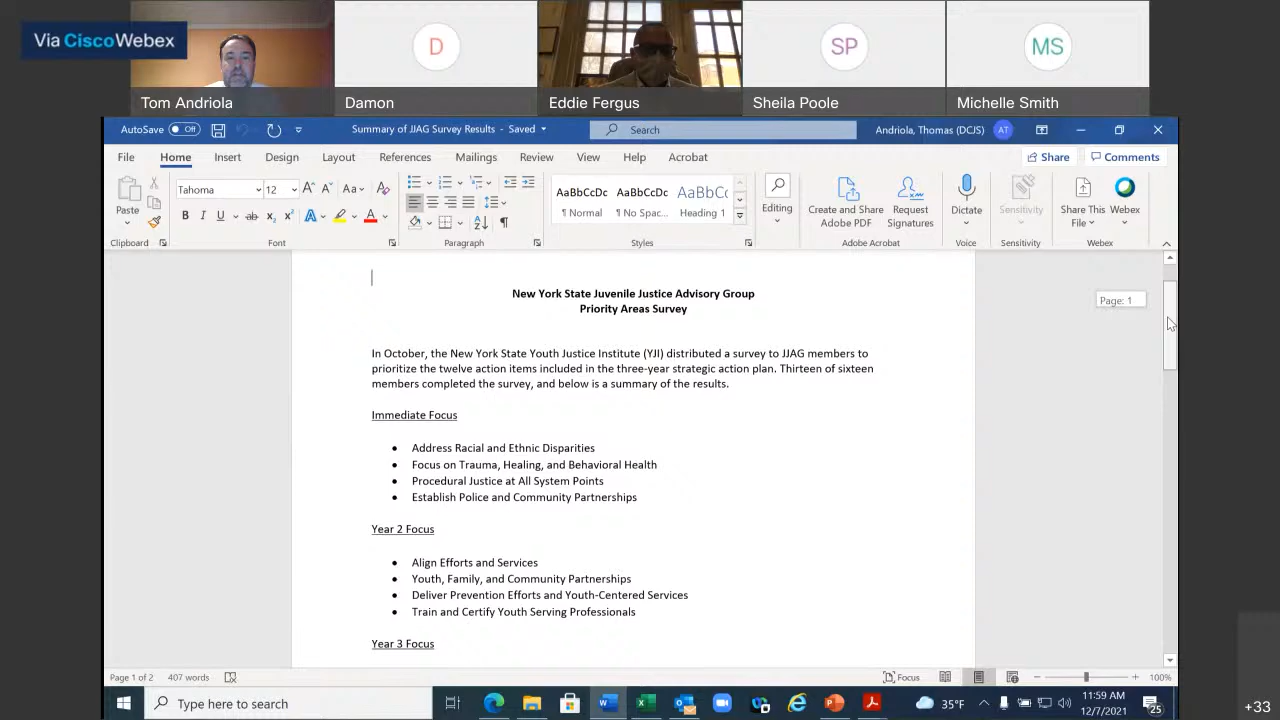 Via CiscoWebex
D
SP
MS
Tom Andriola
Damon
Eddie Fergus
Sheila Poole
Michelle Smith
AutoSave Off
Summary of JJAG Survey Results - Saved
Search
Andriola, Thomas (DCJS)
AT
File Home Insert Design Layout References Mailings Review View Help Acrobat
Share
Comments
Paste
Clipboard
Tahoma
12
Aa
B I U ab x₂ x² A A
Font
Paragraph
AaBbCcDc AaBbCcDc AaBbCc
¶ Normal ¶ No Spac... Heading 1
Styles
Editing
Create and Share
Adobe PDF
Request
Signatures
Adobe Acrobat
Dictate
Voice
Sensitivity
Sensitivity
Share This
File
Webex
Webex
New York State Juvenile Justice Advisory Group
Priority Areas Survey
Page: 1
In October, the New York State Youth Justice Institute (YJI) distributed a survey to JJAG members to
prioritize the twelve action items included in the three-year strategic action plan. Thirteen of sixteen
members completed the survey, and below is a summary of the results.
Immediate Focus
• Address Racial and Ethnic Disparities
• Focus on Trauma, Healing, and Behavioral Health
• Procedural Justice at All System Points
• Establish Police and Community Partnerships
Year 2 Focus
• Align Efforts and Services
• Youth, Family, and Community Partnerships
• Deliver Prevention Efforts and Youth-Centered Services
• Train and Certify Youth Serving Professionals
Year 3 Focus
Page 1 of 2 407 words
Focus
100%
Type here to search
35°F
11:59 AM
12/7/2021
25
+33